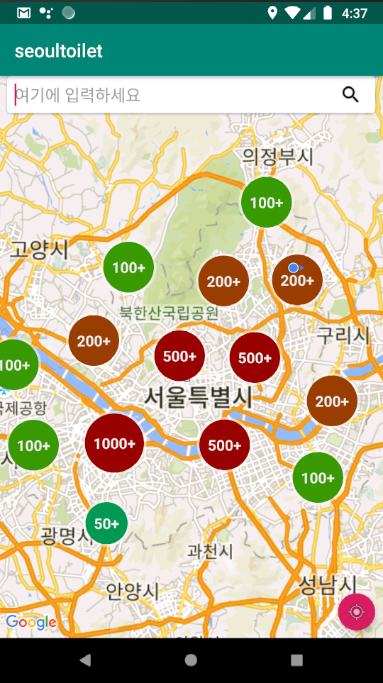 4:37
seoultoilet
여기에 입력하세요
의정부시
100+
고양시
100+
200+
200+
북한산국립공원
200+
구리시
500+
500+
100+
서울특별시
200+
국제공항
100+
1000+
500+
100+
50+
광명시
과천시
안양시
성남시
Google